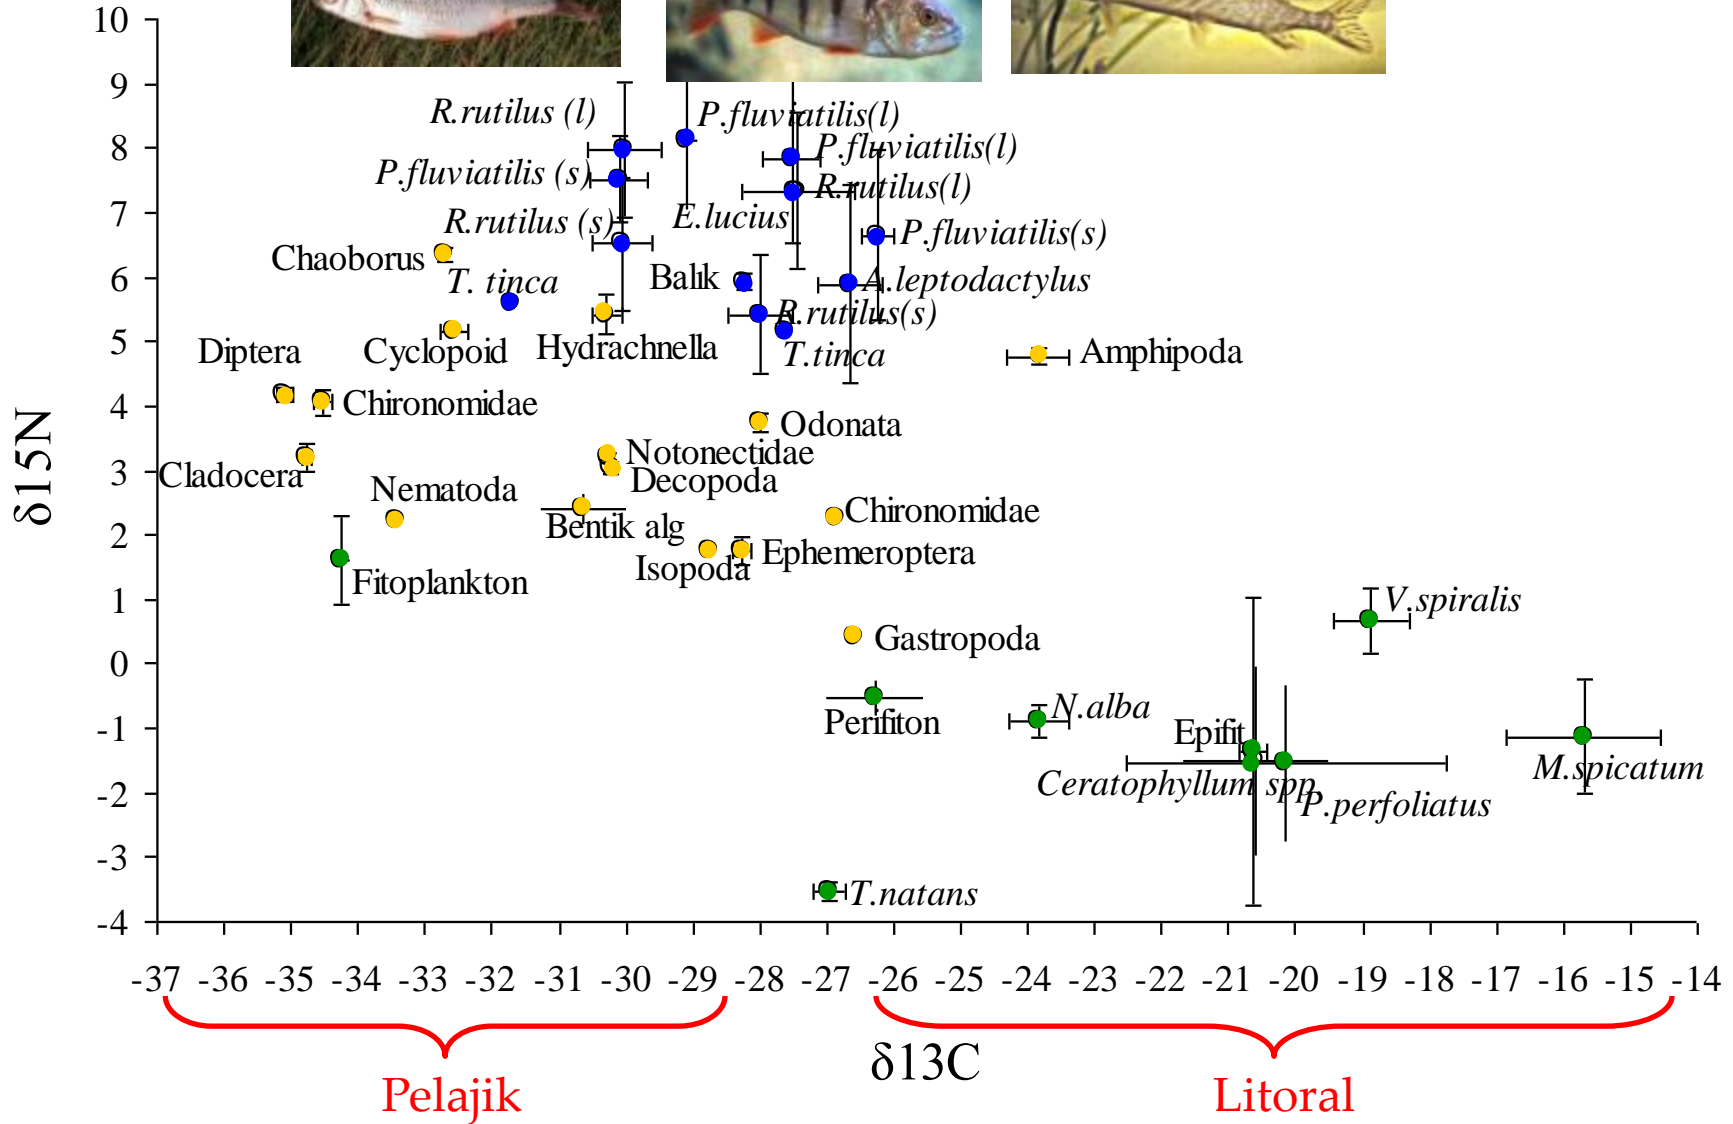 10
9
8
7
6
5
4
3
2
1
0
-1
-2
-3
-4
δ15N
R.rutilus (l)
P.fluviatilis(l)
P.fluviatilis(l)
P.fluviatilis (s)
R.rutilus(l)
R.rutilus (s)
E.lucius
P.fluviatilis(s)
Chaoborus
T. tinca
Balık
A.leptodactylus
R.rutilus(s)
Diptera
Cyclopoid
Hydrachnella
T.tinca
Amphipoda
Chironomidae
Odonata
Cladocera
Notonectidae
Decopoda
Nematoda
Bentik alg
Chironomidae
Isopoda
Ephemeroptera
Fitoplankton
V.spiralis
Gastropoda
Perifiton
N.alba
Epifit
Ceratophyllum spp.
P.perfoliatus
M.spicatum
T.natans
-37 -36 -35 -34 -33 -32 -31 -30 -29 -28 -27 -26 -25 -24 -23 -22 -21 -20 -19 -18 -17 -16 -15 -14
δ13C
Pelajik
Litoral